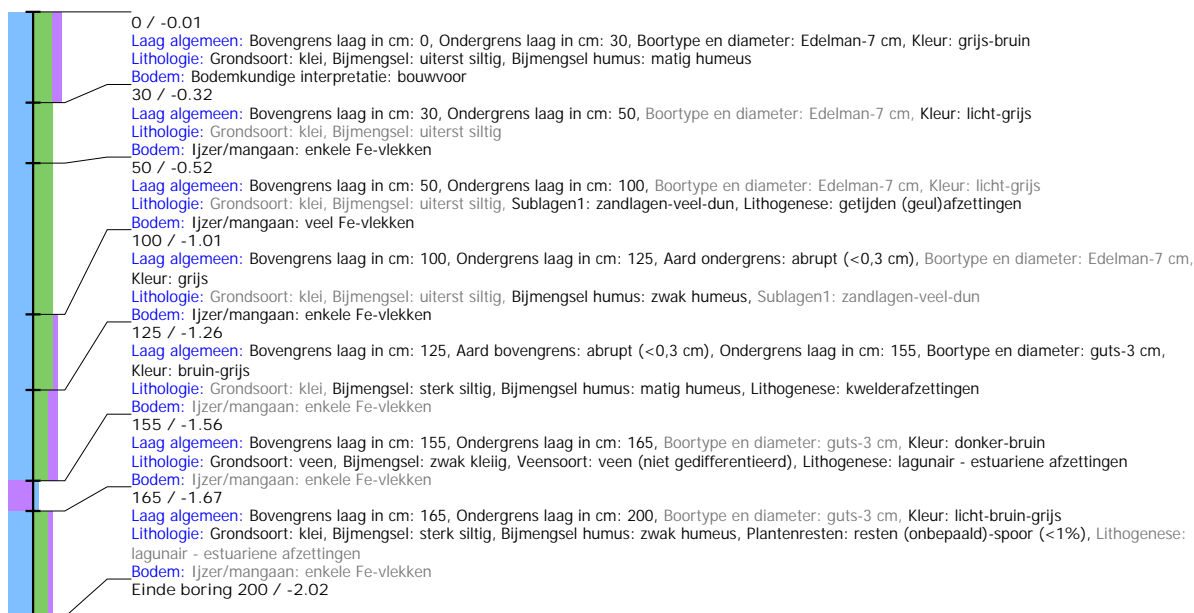 0 / -0.01
Laag algemeen: Bovengrens laag in cm: 0, Ondergrens laag in cm: 30, Boortype en diameter: Edelman-7 cm, Kleur: grijs-bruin
Lithologie: Grondsoort: klei, Bijmengsel: uiterst siltig, Bijmengsel humus: matig humeus
Bodem: Bodemkundige interpretatie: bouwvoor
30 / -0.32
Laag algemeen: Bovengrens laag in cm: 30, Ondergrens laag in cm: 50, Boortype en diameter: Edelman-7 cm, Kleur: licht-grijs
Lithologie: Grondsoort: klei, Bijmengsel: uiterst siltig
Bodem: Ijzer/mangaan: enkele Fe-vlekken
50 / -0.52
Laag algemeen: Bovengrens laag in cm: 50, Ondergrens laag in cm: 100, Boortype en diameter: Edelman-7 cm, Kleur: licht-grijs
Lithologie: Grondsoort: klei, Bijmengsel: uiterst siltig, Sublagen1: zandlagen-veel-dun, Lithogenese: getijden (geul)afzettingen
Bodem: Ijzer/mangaan: veel Fe-vlekken
100 / -1.01
Laag algemeen: Bovengrens laag in cm: 100, Ondergrens laag in cm: 125, Aard ondergrens: abrupt (<0,3 cm), Boortype en diameter: Edelman-7 cm,
Kleur: grijs
Lithologie: Grondsoort: klei, Bijmengsel: uiterst siltig, Bijmengsel humus: zwak humeus, Sublagen1: zandlagen-veel-dun
Bodem: Ijzer/mangaan: enkele Fe-vlekken
125 / -1.26
Laag algemeen: Bovengrens laag in cm: 125, Aard bovengrens: abrupt (<0,3 cm), Ondergrens laag in cm: 155, Boortype en diameter: guts-3 cm,
Kleur: bruin-grijs
Lithologie: Grondsoort: klei, Bijmengsel: sterk siltig, Bijmengsel humus: matig humeus, Lithogenese: kwelderafzettingen
Bodem: Ijzer/mangaan: enkele Fe-vlekken
155 / -1.56
Laag algemeen: Bovengrens laag in cm: 155, Ondergrens laag in cm: 165, Boortype en diameter: guts-3 cm, Kleur: donker-bruin
Lithologie: Grondsoort: veen, Bijmengsel: zwak kleiig, Veensoort: veen (niet gedifferentieerd), Lithogenese: lagunair - estuariene afzettingen
Bodem: Ijzer/mangaan: enkele Fe-vlekken
165 / -1.67
Laag algemeen: Bovengrens laag in cm: 165, Ondergrens laag in cm: 200, Boortype en diameter: guts-3 cm, Kleur: licht-bruin-grijs
Lithologie: Grondsoort: klei, Bijmengsel: sterk siltig, Bijmengsel humus: zwak humeus, Plantenresten: resten (onbepaald)-spoor (<1%), Lithogenese:
lagunair - estuariene afzettingen
Bodem: Ijzer/mangaan: enkele Fe-vlekken
Einde boring 200 / -2.02